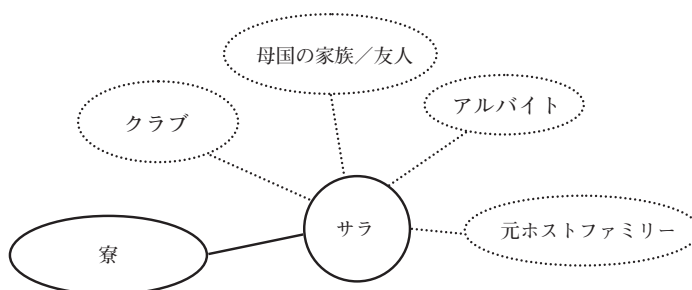 母国の家族／友人
アルバイト
クラブ
サラ
元ホストファミリー
寮